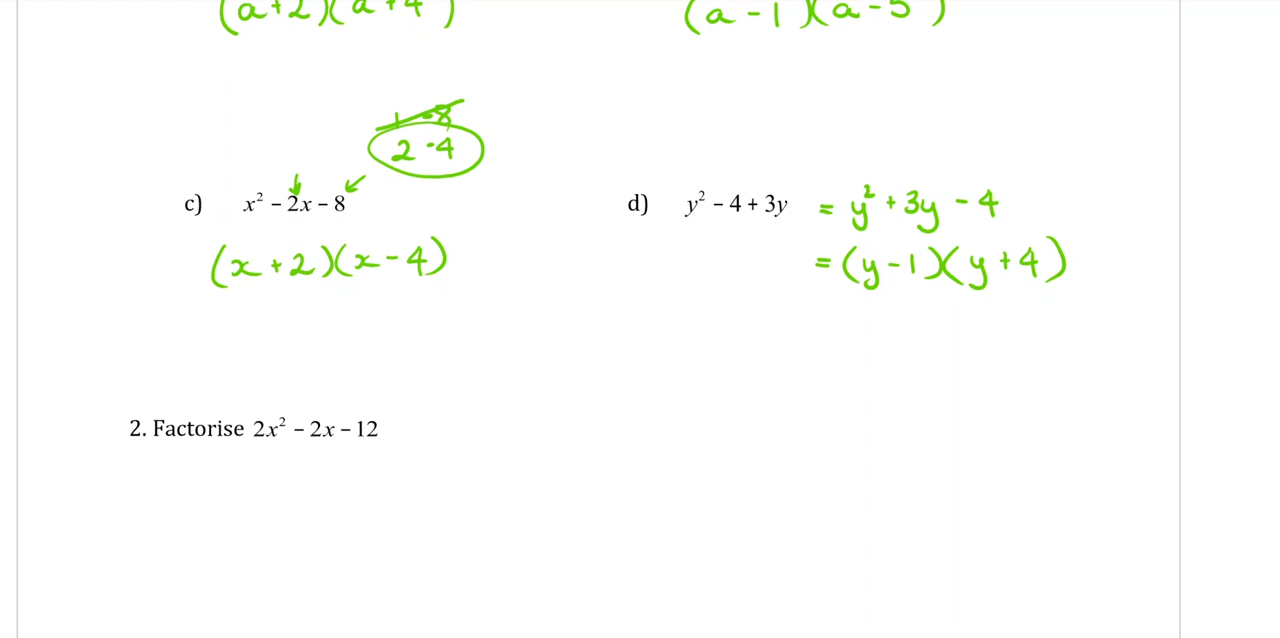 (a+2)(a+4) (a-1)(a-5)
1 -8
2 -4
c) x² - 2x - 8 d) y² - 4 + 3y = y² + 3y - 4
(x+2)(x-4) = (y-1)(y+4)
2. Factorise 2x² - 2x - 12